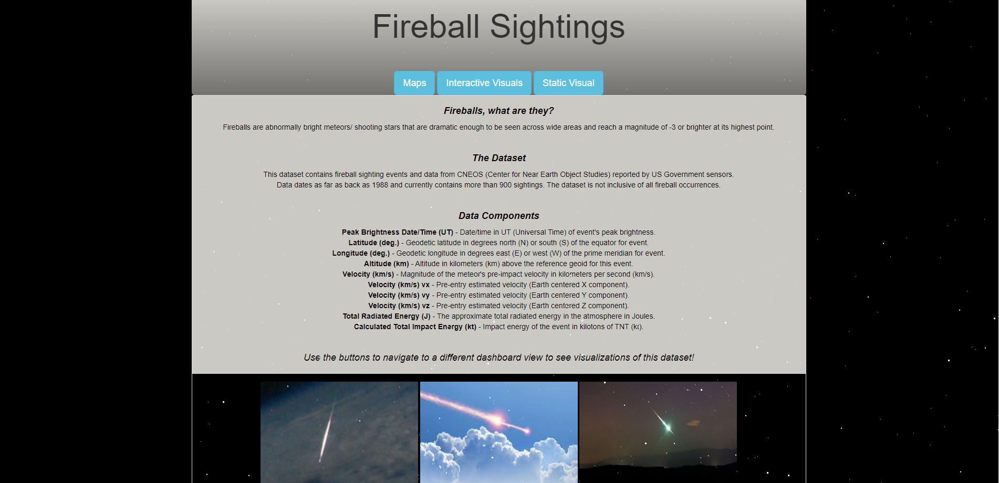 Fireball Sightings
Maps
Interactive Visuals
Static Visual
Fireballs, what are they?
Fireballs are abnormally bright meteors/ shooting stars that are dramatic enough to be seen across wide areas and reach a magnitude of -3 or brighter at its highest point.
The Dataset
This dataset contains fireball sighting events and data from CNEOS (Center for Near Earth Object Studies) reported by US Government sensors.
Data dates as far as back as 1988 and currently contains more than 900 sightings. The dataset is not inclusive of all fireball occurrences.
Data Components
Peak Brightness Date/Time (UT) - Date/time in UT (Universal Time) of event's peak brightness.
Latitude (deg.) - Geodetic latitude in degrees north (N) or south (S) of the equator for event.
Longitude (deg.) - Geodetic longitude in degrees east (E) or west (W) of the prime meridian for event.
Altitude (km) - Altitude in kilometers (km) above the reference geoid for this event.
Velocity (km/s) - Magnitude of the meteor's pre-impact velocity in kilometers per second (km/s).
Velocity (km/s) vx - Pre-entry estimated velocity (Earth centered X component).
Velocity (km/s) vy - Pre-entry estimated velocity (Earth centered Y component).
Velocity (km/s) vz - Pre-entry estimated velocity (Earth centered Z component).
Total Radiated Energy (J) - The approximate total radiated energy in the atmosphere in Joules.
Calculated Total Impact Energy (kt) - Impact energy of the event in kilotons of TNT (kt).
Use the buttons to navigate to a different dashboard view to see visualizations of this dataset!